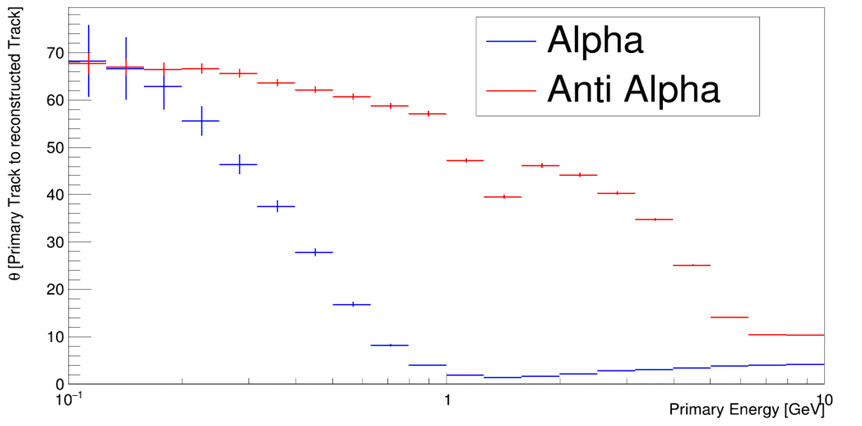 θ [Primary Track to reconstructed Track]
70
60
50
40
30
20
10
0
Alpha
Anti Alpha
10⁻¹
1
10
Primary Energy [GeV]